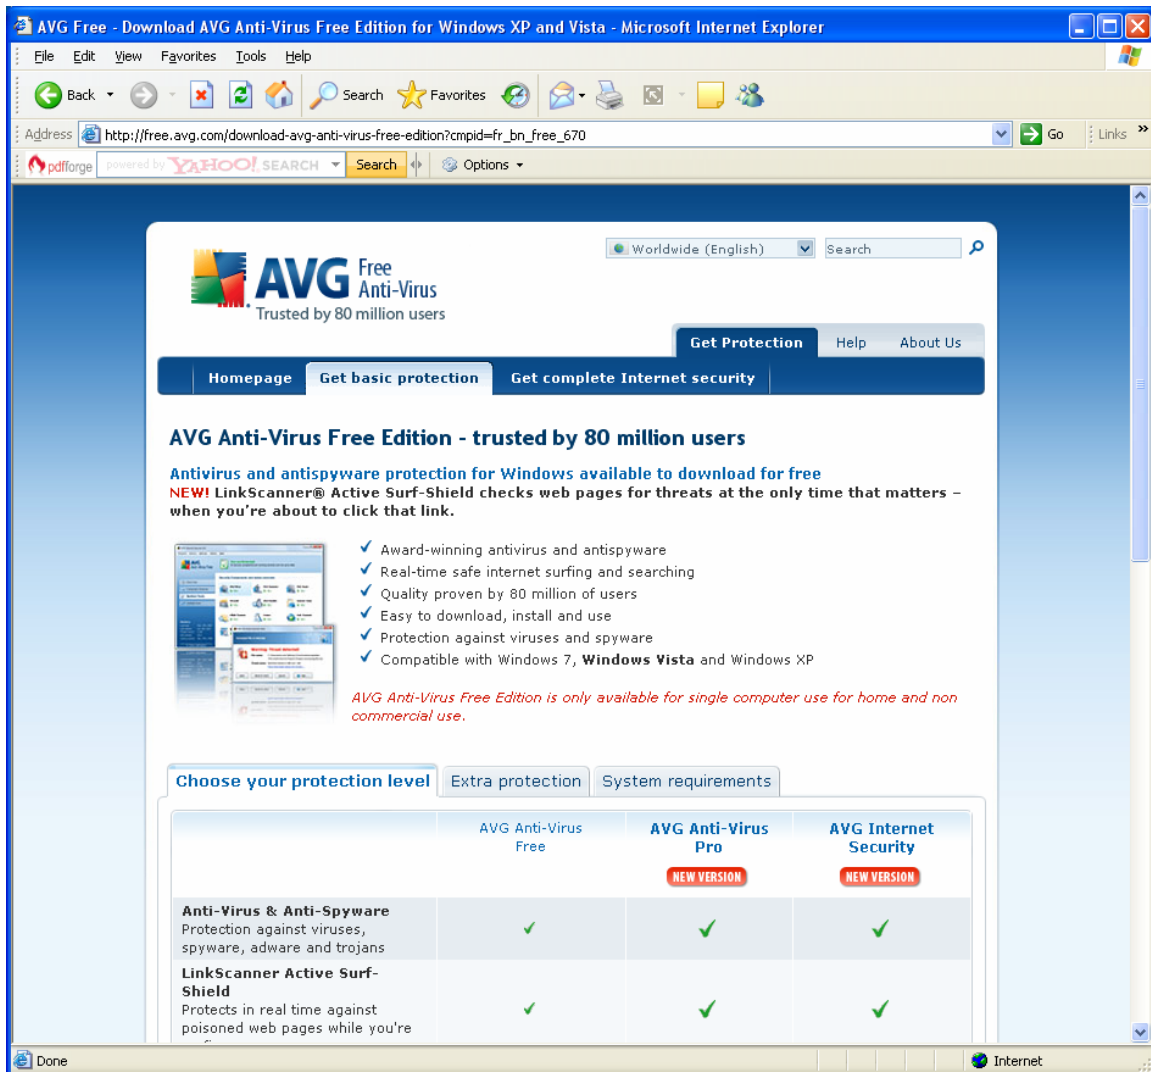 AVG Free - Download AVG Anti-Virus Free Edition for Windows XP and Vista - Microsoft Internet Explorer
File Edit View Favorites Tools Help
Back Search Favorites
Address http://free.avg.com/download-avg-anti-virus-free-edition?cmpid=fr_bn_free_670 Go Links »
pdfforge powered by YAHOO! SEARCH Search Options
Worldwide (English) Search
AVG Free Anti-Virus
Trusted by 80 million users
Get Protection Help About Us
Homepage Get basic protection Get complete Internet security
AVG Anti-Virus Free Edition - trusted by 80 million users
Antivirus and antispyware protection for Windows available to download for free
NEW! LinkScanner® Active Surf-Shield checks web pages for threats at the only time that matters –
when you're about to click that link.
Award-winning antivirus and antispyware
Real-time safe internet surfing and searching
Quality proven by 80 million of users
Easy to download, install and use
Protection against viruses and spyware
Compatible with Windows 7, Windows Vista and Windows XP
AVG Anti-Virus Free Edition is only available for single computer use for home and non
commercial use.
Choose your protection level Extra protection System requirements
AVG Anti-Virus Free
AVG Anti-Virus Pro
NEW VERSION
AVG Internet Security
NEW VERSION
Anti-Virus & Anti-Spyware
Protection against viruses,
spyware, adware and trojans
LinkScanner Active Surf-
Shield
Protects in real time against
poisoned web pages while you're
Done Internet